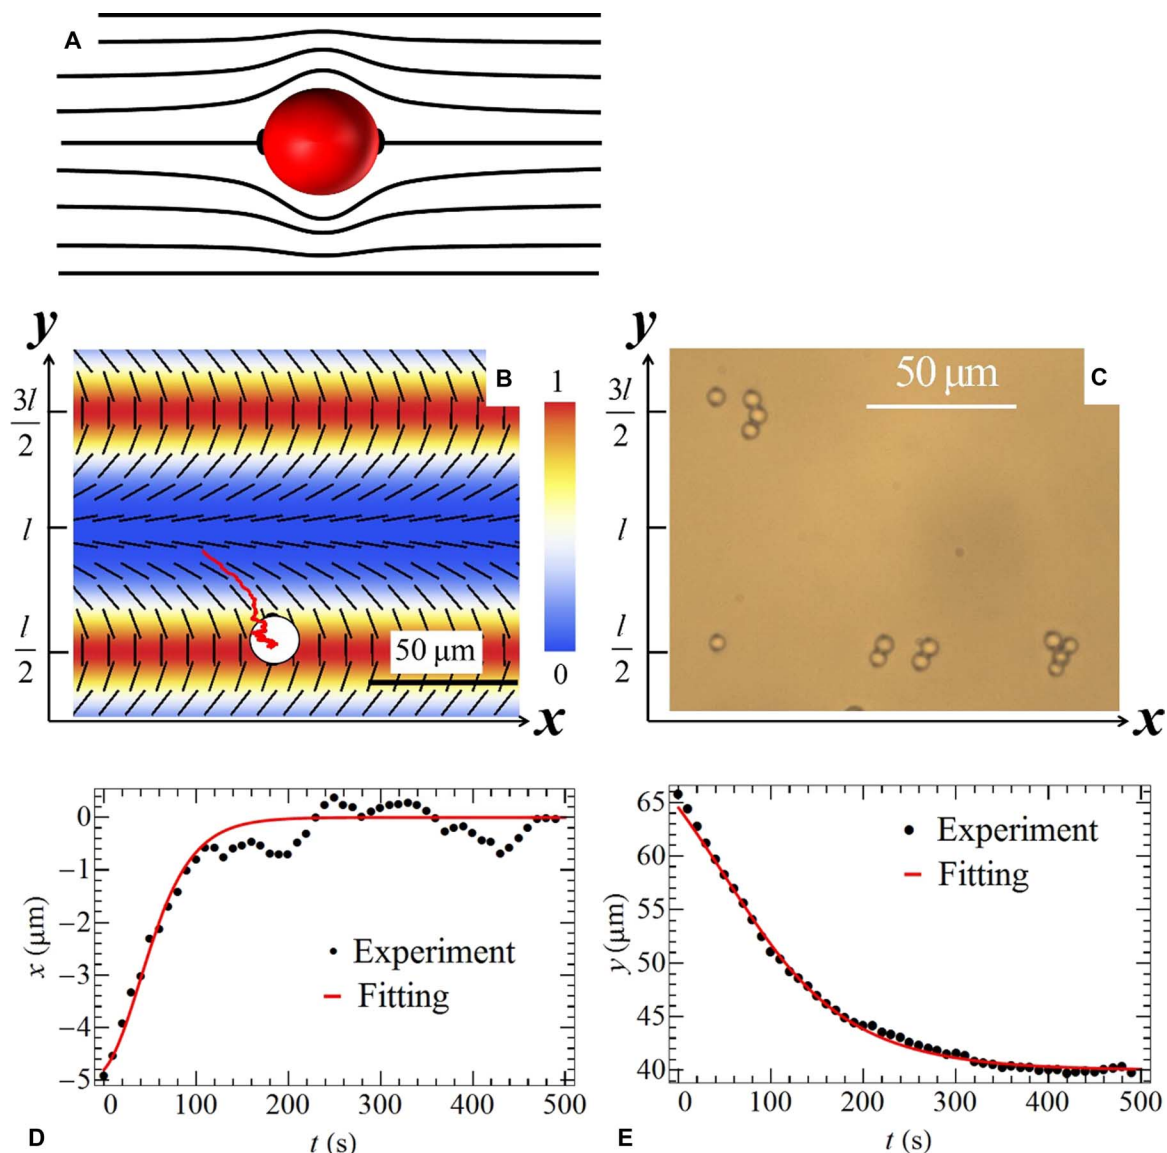 A
y
3l
2
l
l
2
B
1
0
50 μm
x
y
3l
2
l
l
2
C
50 μm
x
0
−1
−2
−3
−4
−5
x (μm)
Experiment
Fitting
0 100 200 300 400 500
D
t (s)
65
60
55
50
45
40
y (μm)
Experiment
Fitting
0 100 200 300 400 500
E
t (s)